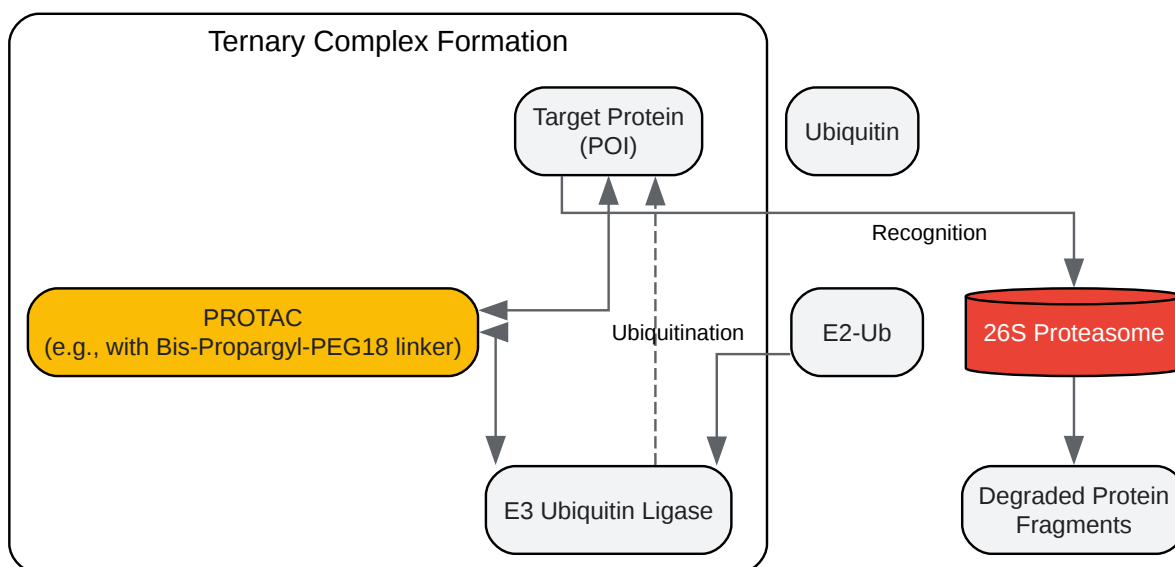 Ternary Complex Formation
Target Protein
(POI)
Ubiquitin
Recognition
PROTAC
(e.g., with Bis-Propargyl-PEG18 linker)
Ubiquitination
E2-Ub
26S Proteasome
E3 Ubiquitin Ligase
Degraded Protein
Fragments